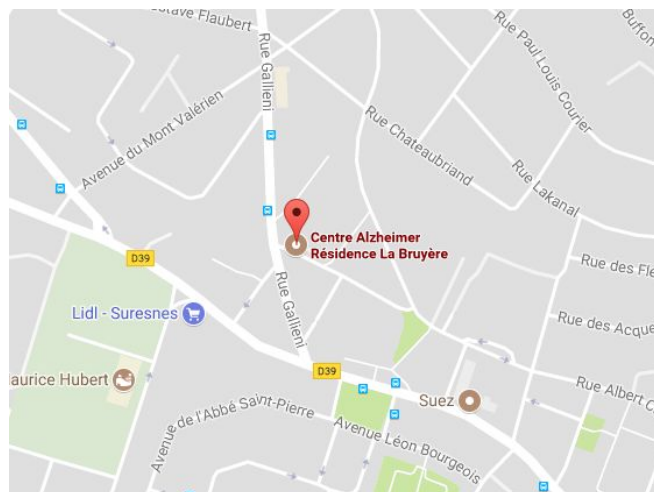 Gustave Flaubert
Rue Gallieni
Rue Paul Louis Courier
Buffon
Avenue du Mont Valérien
Rue Chateaubriand
Rue Lakanal
Centre Alzheimer
Résidence La Bruyère
D39
Rue Gallieni
Rue des Fle
Lidl - Suresnes
Rue des Acque
D39
aurice Hubert
Rue Albert C
Suez
Avenue de l'Abbé Saint-Pierre
Avenue Léon Bourgeois